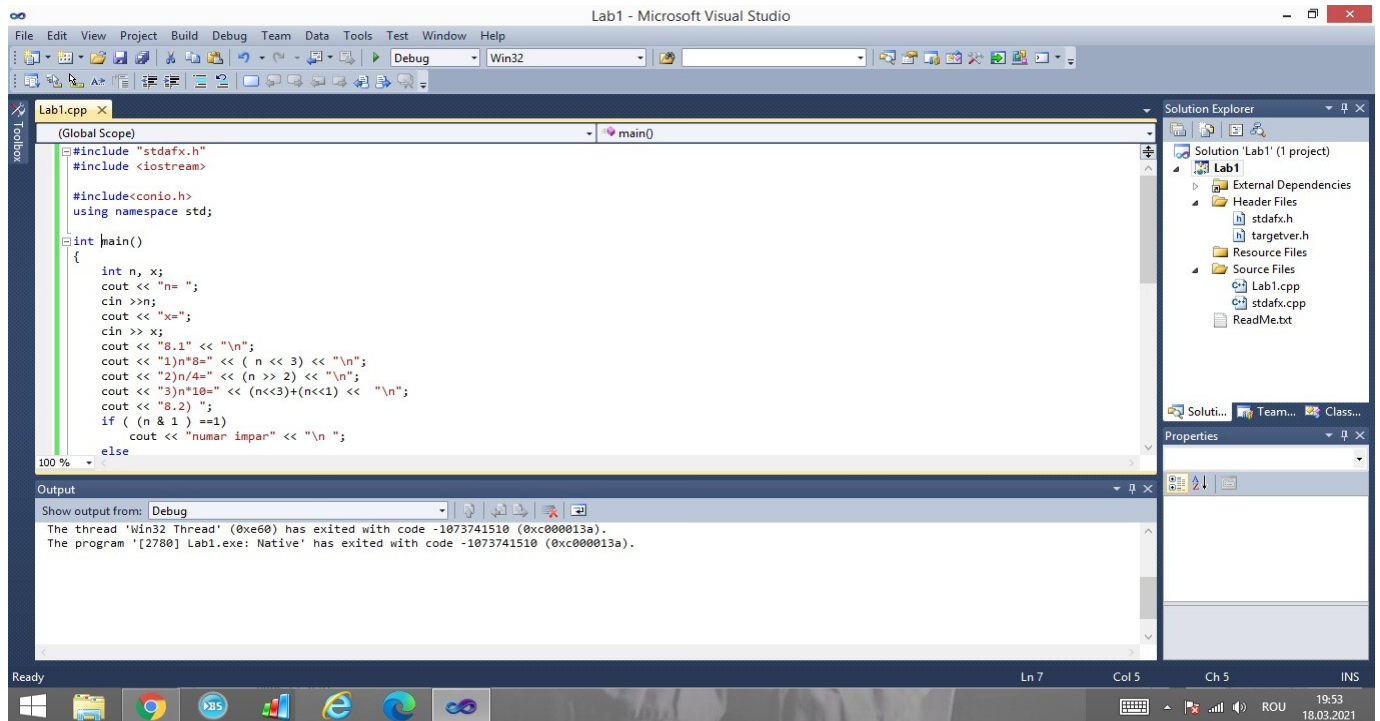 Lab1 - Microsoft Visual Studio
File Edit View Project Build Debug Team Data Tools Test Window Help
Debug Win32
Toolbox
Lab1.cpp
(Global Scope) main()
#include "stdafx.h"
#include <iostream>
#include<conio.h>
using namespace std;
int main()
{
int n, x;
cout << "n= ";
cin >>n;
cout << "x=";
cin >> x;
cout << "8.1" << "\n";
cout << "1)n*8=" << ( n << 3) << "\n";
cout << "2)n/4=" << (n >> 2) << "\n";
cout << "3)n*10=" << (n<<3)+(n<<1) <<  "\n";
cout << "8.2) ";
if ( (n & 1 ) ==1)
cout << "numar impar" << "\n ";
else
100 %
Output
Show output from: Debug
The thread 'Win32 Thread' (0xe60) has exited with code -1073741510 (0xc000013a).
The program '[2780] Lab1.exe: Native' has exited with code -1073741510 (0xc000013a).
Solution Explorer
Solution 'Lab1' (1 project)
Lab1
External Dependencies
Header Files
stdafx.h
targetver.h
Resource Files
Source Files
Lab1.cpp
stdafx.cpp
ReadMe.txt
Soluti... Team... Class...
Properties
Ready Ln 7 Col 5 Ch 5 INS
ROU
19:53
18.03.2021